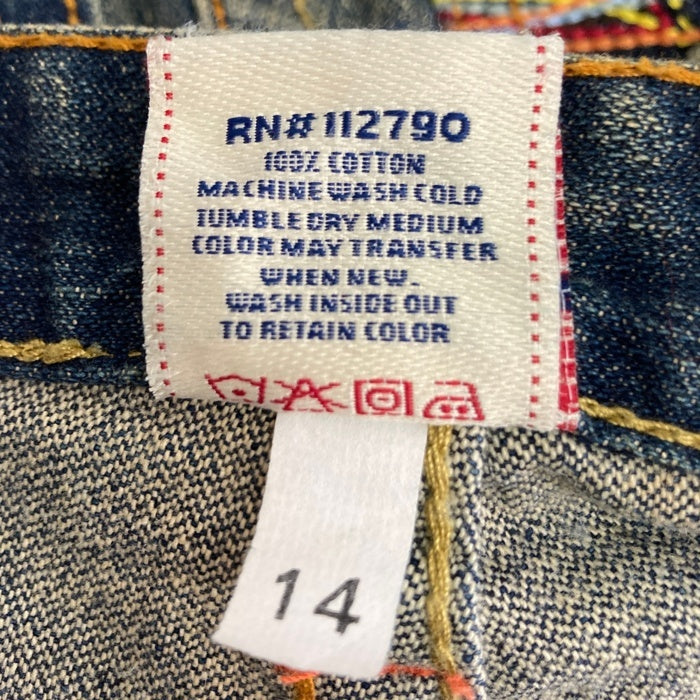 RN# 112790
100% COTTON
MACHINE WASH COLD
TUMBLE DRY MEDIUM
COLOR MAY TRANSFER
WHEN NEW.
WASH INSIDE OUT
TO RETAIN COLOR
14